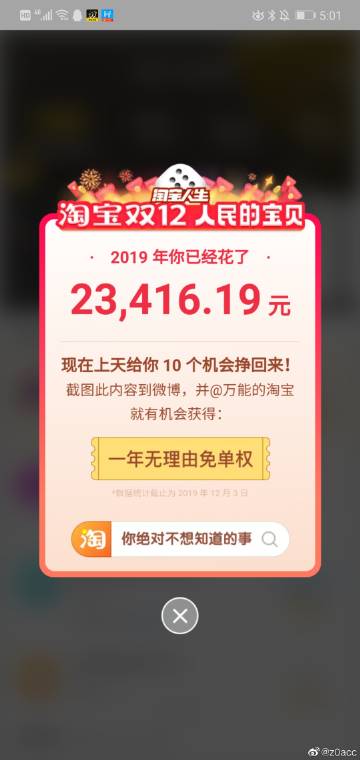 5:01
淘宝人生
淘宝双12 人民的宝贝
· 2019 年你已经花了 ·
23,416.19 元
现在上天给你 10 个机会挣回来！
截图此内容到微博，并@万能的淘宝
就有机会获得：
一年无理由免单权
*数据统计截止为 2019 年 12 月 3 日
淘 你绝对不想知道的事
@z0acc